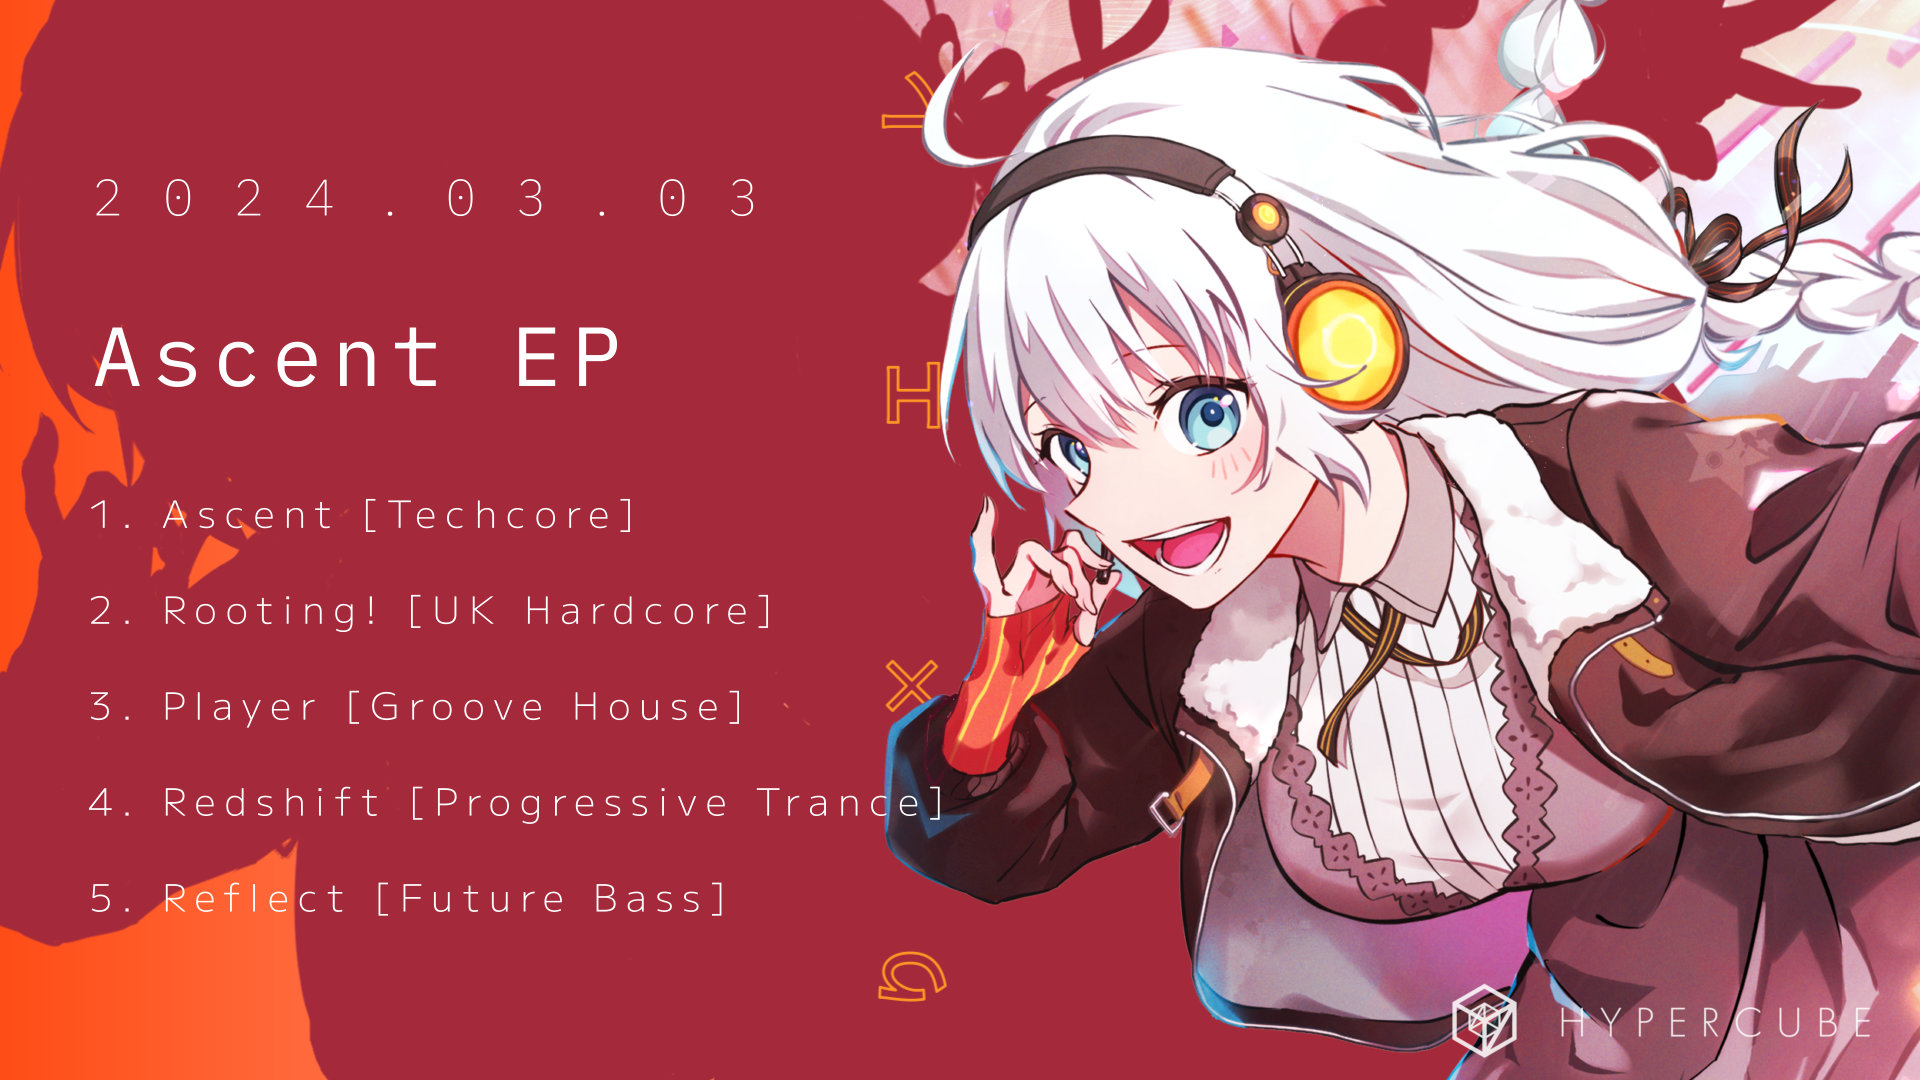 2024.03.03
Ascent EP
1. Ascent [Techcore]
2. Rooting! [UK Hardcore]
3. Player [Groove House]
4. Redshift [Progressive Trance]
5. Reflect [Future Bass]
H
X
HYPERCUBE